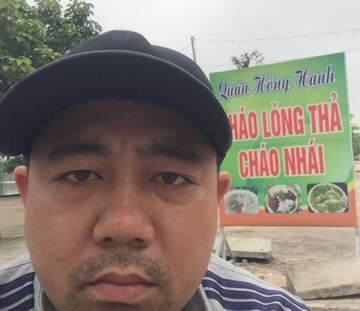 Quán Hồng Hạnh
HÁO LÒNG THẢ
CHÁO NHÁI